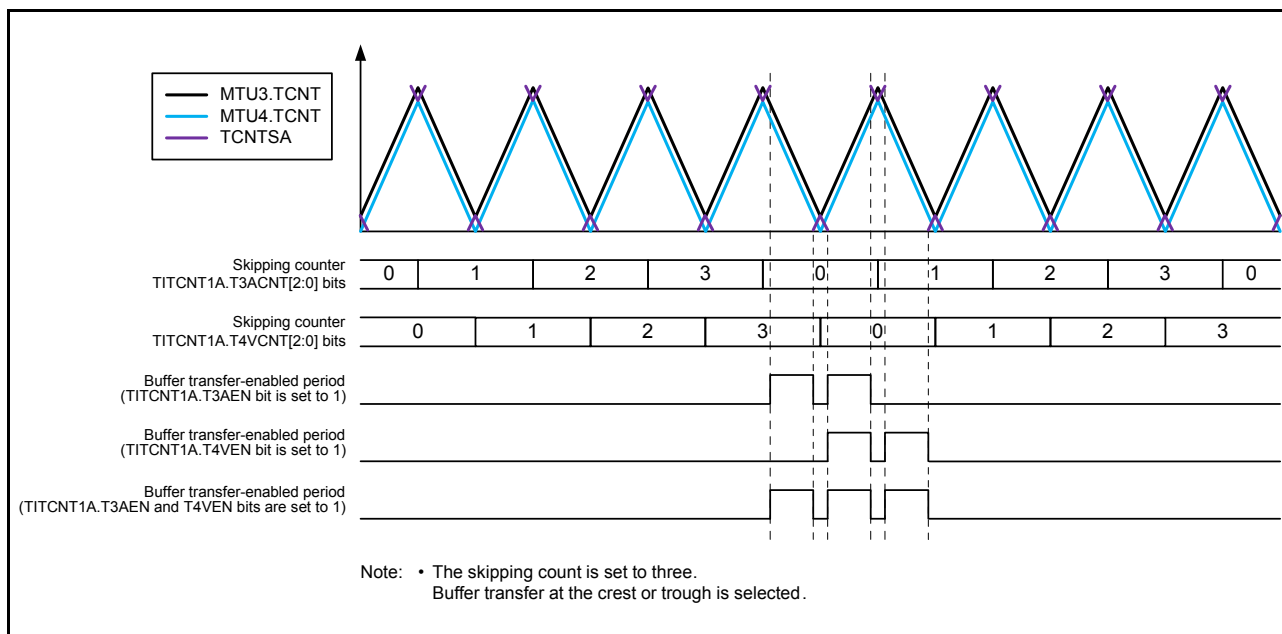 MTU3.TCNT
MTU4.TCNT
TCNTSA
Skipping counter
TITCNT1A.T3ACNT[2:0] bits
0 1 2 3 0 1 2 3 0
Skipping counter
TITCNT1A.T4VCNT[2:0] bits
0 1 2 3 0 1 2 3
Buffer transfer-enabled period
(TITCNT1A.T3AEN bit is set to 1)
Buffer transfer-enabled period
(TITCNT1A.T4VEN bit is set to 1)
Buffer transfer-enabled period
(TITCNT1A.T3AEN and T4VEN bits are set to 1)
Note: • The skipping count is set to three.
Buffer transfer at the crest or trough is selected.